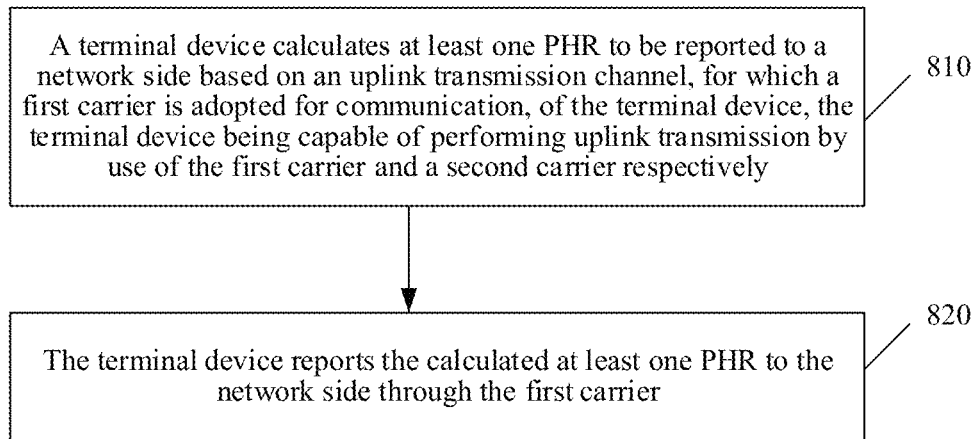 A terminal device calculates at least one PHR to be reported to a
network side based on an uplink transmission channel, for which a
first carrier is adopted for communication, of the terminal device, the
terminal device being capable of performing uplink transmission by
use of the first carrier and a second carrier respectively
810
The terminal device reports the calculated at least one PHR to the
network side through the first carrier
820